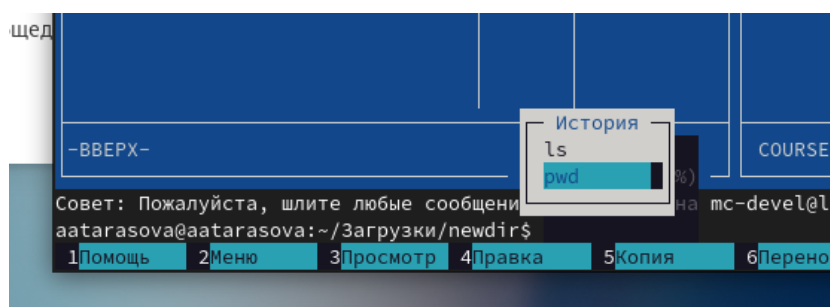 История
ls
-ВВЕРХ-
COURSE
pwd
%)
Совет: Пожалуйста, шлите любые сообщени на mc-devel@l
aatarasova@aatarasova:~/Загрузки/newdir$
1Помощь 2Меню 3Просмотр 4Правка 5Копия 6Перено